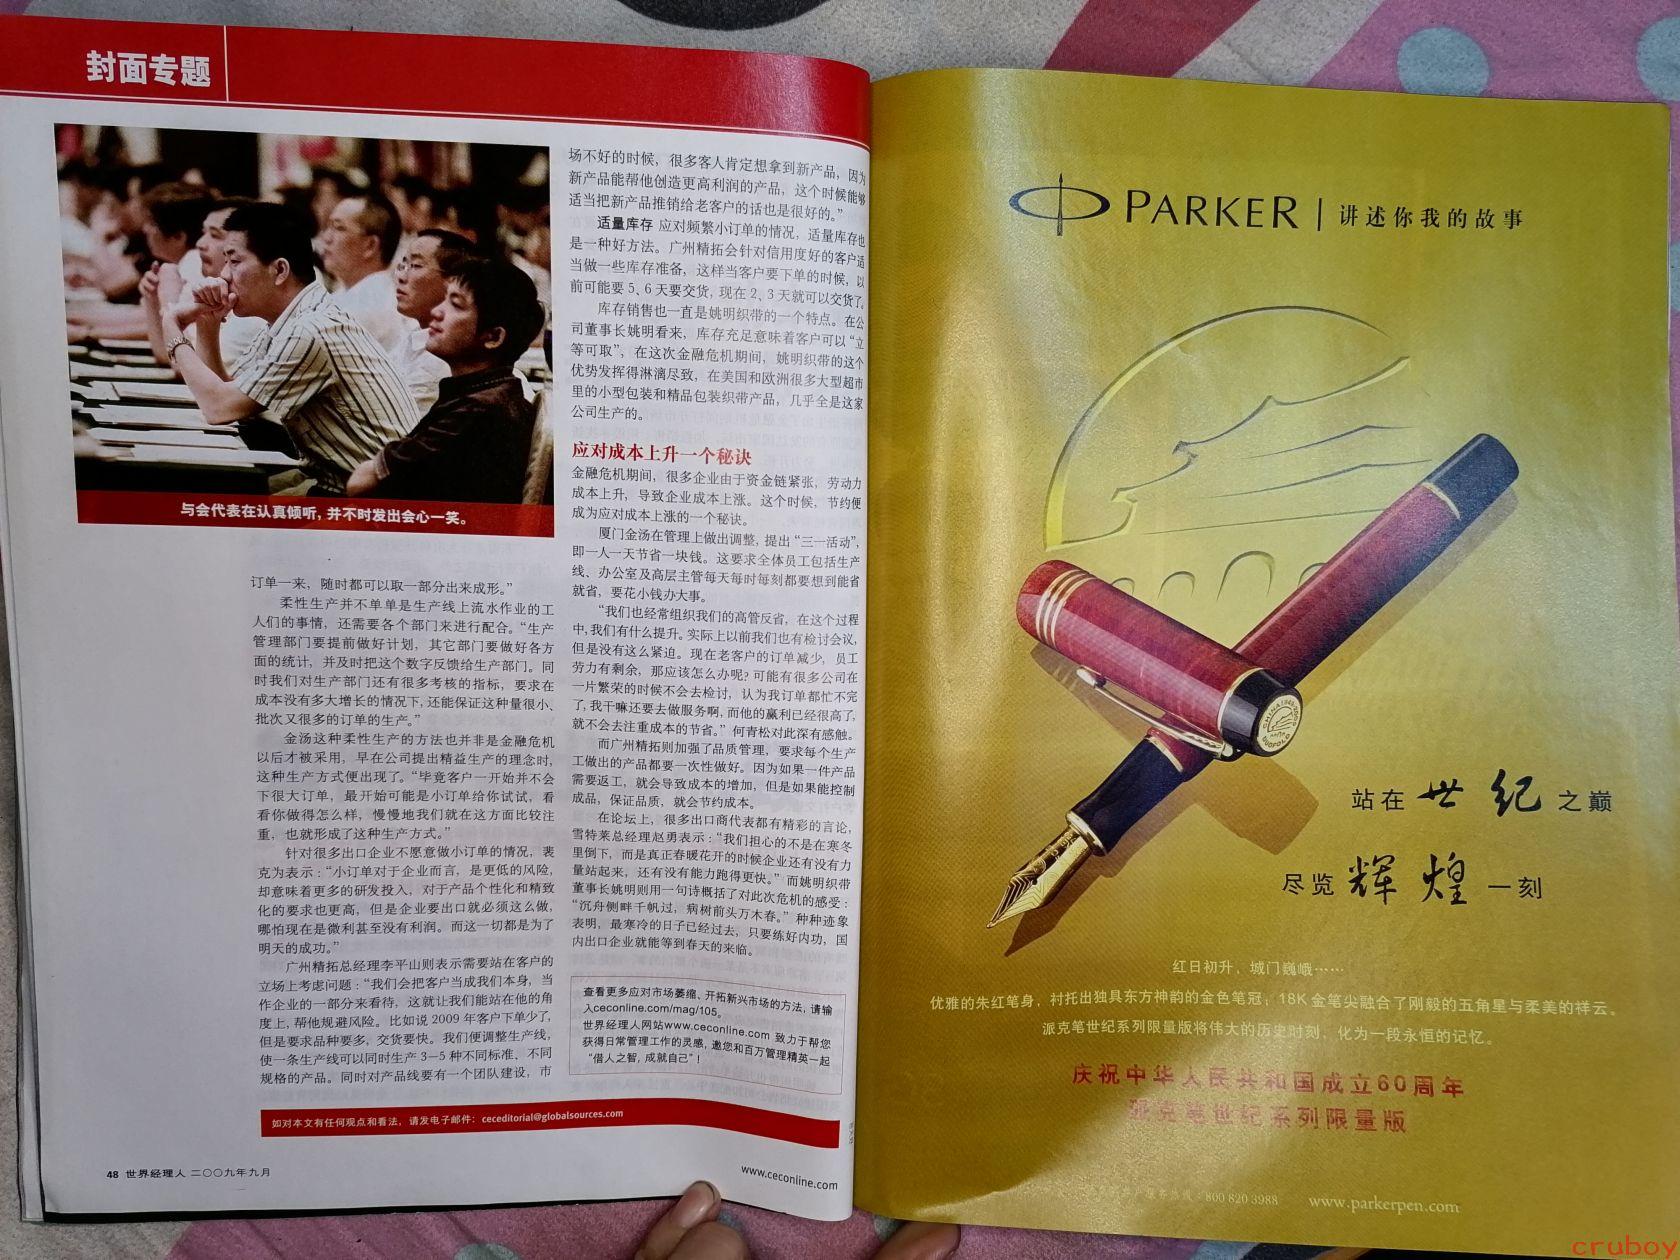 封面专题
与会代表在认真倾听，并不时发出会心一笑。
订单一来，随时都可以取一部分出来成形。”
柔性生产并不单单是生产线上流水作业的工
人们的事情，还需要各个部门来进行配合。“生产
管理部门要提前做好计划，其它部门要做好各方
面的统计，并及时把这个数字反馈给生产部门。同
时我们对生产部门还有很多考核的指标，要求在
成本没有多大增长的情况下，还能保证这种量很小、
批次又很多的订单的生产。”
金汤这种柔性生产的方法也并非是金融危机
以后才被采用，早在公司提出精益生产的理念时，
这种生产方式便出现了。“毕竟客户一开始并不会
下很大订单，最开始可能是小订单给你试试，看
看你做得怎么样，慢慢地我们就在这方面比较注
重，也就形成了这种生产方式。”
针对很多出口企业不愿意做小订单的情况，裴
克为表示：“小订单对于企业而言，是更低的风险，
却意味着更多的研发投入，对于产品个性化和精致
化的要求也更高，但是企业要出口就必须这么做，
哪怕现在是微利甚至没有利润。而这一切都是为了
明天的成功。”
广州精拓总经理李平山则表示需要站在客户的
立场上考虑问题：“我们会把客户当成我们本身，当
作企业的一部分来看待，这就让我们能站在他的角
度上，帮他规避风险。比如说 2009 年客户下单少了，
但是要求品种要多，交货要快。我们便调整生产线，
使一条生产线可以同时生产 3—5 种不同标准、不同
规格的产品。同时对产品线要有一个团队建设，市
场不好的时候，很多客人肯定想拿到新产品，因为
新产品能帮他创造更高利润的产品，这个时候能够
适当把新产品推销给老客户的话也是很好的。”
适量库存 应对频繁小订单的情况，适量库存也
是一种好方法。广州精拓会针对信用度好的客户适
当做一些库存准备，这样当客户要下单的时候，以
前可能要 5、6 天要交货，现在 2、3 天就可以交货了。
库存销售也一直是姚明织带的一个特点。在公
司董事长姚明看来，库存充足意味着客户可以“立
等可取”，在这次金融危机期间，姚明织带的这个
优势发挥得淋漓尽致，在美国和欧洲很多大型超市
里的小型包装和精品包装织带产品，几乎全是这家
公司生产的。
应对成本上升一个秘诀
金融危机期间，很多企业由于资金链紧张，劳动力
成本上升，导致企业成本上涨。这个时候，节约便
成为应对成本上涨的一个秘诀。
厦门金汤在管理上做出调整，提出“三一活动”，
即一人一天节省一块钱。这要求全体员工包括生产
线、办公室及高层主管每天每时每刻都要想到能省
就省，要花小钱办大事。
“我们也经常组织我们的高管反省，在这个过程
中，我们有什么提升。实际上以前我们也有检讨会议，
但是没有这么紧迫。现在老客户的订单减少，员工
劳力有剩余，那应该怎么办呢？可能有很多公司在
一片繁荣的时候不会去检讨，认为我订单都忙不完
了，我干嘛还要去做服务啊，而他的赢利已经很高了，
就不会去注重成本的节省。”何青松对此深有感触。
而广州精拓则加强了品质管理，要求每个生产
工做出的产品都要一次性做好。因为如果一件产品
需要返工，就会导致成本的增加，但是如果能控制
成品，保证品质，就会节约成本。
在论坛上，很多出口商代表都有精彩的言论，
雪特莱总经理赵勇表示：“我们担心的不是在寒冬
里倒下，而是真正春暖花开的时候企业还有没有力
量站起来，还有没有能力跑得更快。”而姚明织带
董事长姚明则用一句诗概括了对此次危机的感受：
“沉舟侧畔千帆过，病树前头万木春。”种种迹象
表明，最寒冷的日子已经过去，只要练好内功，国
内出口企业就能等到春天的来临。
查看更多应对市场萎缩、开拓新兴市场的方法，请输
入ceconline.com/mag/105。
世界经理人网站www.ceconline.com 致力于帮您
获得日常管理工作的灵感，邀您和百万管理精英一起
“借人之智，成就自己”！
如对本文有任何观点和看法，请发电子邮件：ceceditorial@globalsources.com
48 世界经理人 二〇〇九年九月
www.ceconline.com
PARKER | 讲述你我的故事
CHINA 1949-2009
DUOFOLD
站在世纪之巅
尽览辉煌一刻
红日初升，城门巍峨……
优雅的朱红笔身，衬托出独具东方神韵的金色笔冠；18K 金笔尖融合了刚毅的五角星与柔美的祥云。
派克笔世纪系列限量版将伟大的历史时刻，化为一段永恒的记忆。
庆祝中华人民共和国成立60周年
派克笔世纪系列限量版
服务热线：800 820 3988 www.parkerpen.com
cruboy